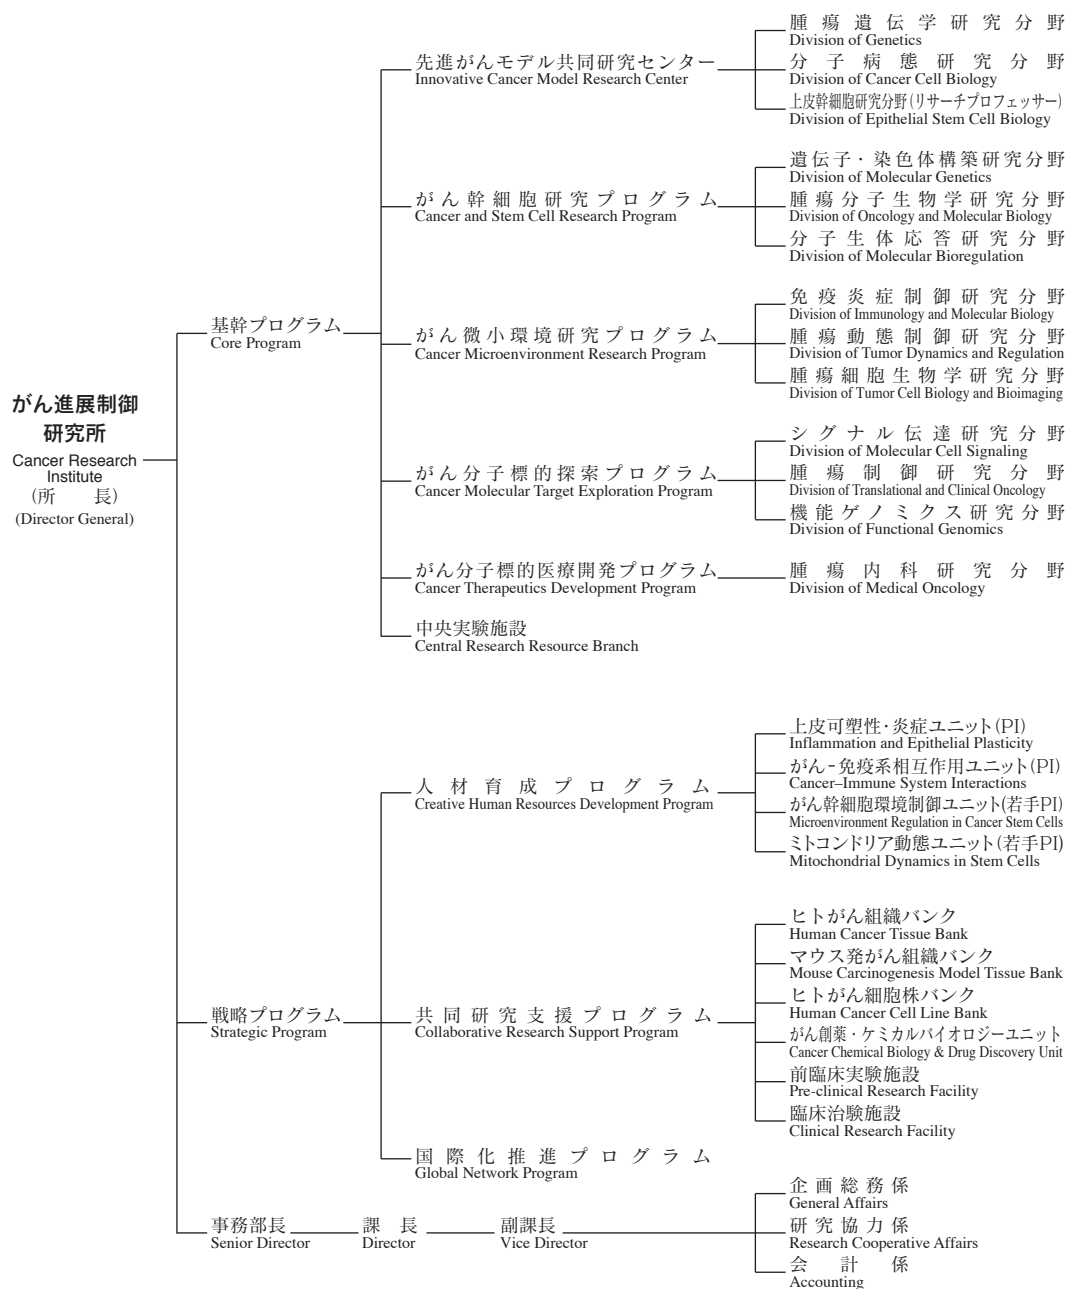 がん進展制御
研究所
Cancer Research
Institute
(所　長)
(Director General)
基幹プログラム
Core Program
先進がんモデル共同研究センター
Innovative Cancer Model Research Center
腫瘍遺伝学研究分野
Division of Genetics
分子病態研究分野
Division of Cancer Cell Biology
上皮幹細胞研究分野(リサーチプロフェッサー)
Division of Epithelial Stem Cell Biology
がん幹細胞研究プログラム
Cancer and Stem Cell Research Program
遺伝子・染色体構築研究分野
Division of Molecular Genetics
腫瘍分子生物学研究分野
Division of Oncology and Molecular Biology
分子生体応答研究分野
Division of Molecular Bioregulation
がん微小環境研究プログラム
Cancer Microenvironment Research Program
免疫炎症制御研究分野
Division of Immunology and Molecular Biology
腫瘍動態制御研究分野
Division of Tumor Dynamics and Regulation
腫瘍細胞生物学研究分野
Division of Tumor Cell Biology and Bioimaging
がん分子標的探索プログラム
Cancer Molecular Target Exploration Program
シグナル伝達研究分野
Division of Molecular Cell Signaling
腫瘍制御研究分野
Division of Translational and Clinical Oncology
機能ゲノミクス研究分野
Division of Functional Genomics
がん分子標的医療開発プログラム
Cancer Therapeutics Development Program
腫瘍内科研究分野
Division of Medical Oncology
中央実験施設
Central Research Resource Branch
戦略プログラム
Strategic Program
人材育成プログラム
Creative Human Resources Development Program
上皮可塑性・炎症ユニット(PI)
Inflammation and Epithelial Plasticity
がん-免疫系相互作用ユニット(PI)
Cancer–Immune System Interactions
がん幹細胞環境制御ユニット(若手PI)
Microenvironment Regulation in Cancer Stem Cells
ミトコンドリア動態ユニット(若手PI)
Mitochondrial Dynamics in Stem Cells
共同研究支援プログラム
Collaborative Research Support Program
ヒトがん組織バンク
Human Cancer Tissue Bank
マウス発がん組織バンク
Mouse Carcinogenesis Model Tissue Bank
ヒトがん細胞株バンク
Human Cancer Cell Line Bank
がん創薬・ケミカルバイオロジーユニット
Cancer Chemical Biology & Drug Discovery Unit
前臨床実験施設
Pre-clinical Research Facility
臨床治験施設
Clinical Research Facility
国際化推進プログラム
Global Network Program
事務部長
Senior Director
課長
Director
副課長
Vice Director
企画総務係
General Affairs
研究協力係
Research Cooperative Affairs
会計係
Accounting